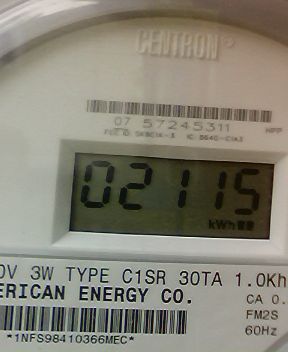 CENTRON®
07 57245311
HPP
02115
kWh
0V 3W TYPE C1SR 30TA 1.0Kh
ERICAN ENERGY CO.
CA 0.
FM2S
60Hz
*1NFS98410366MEC*